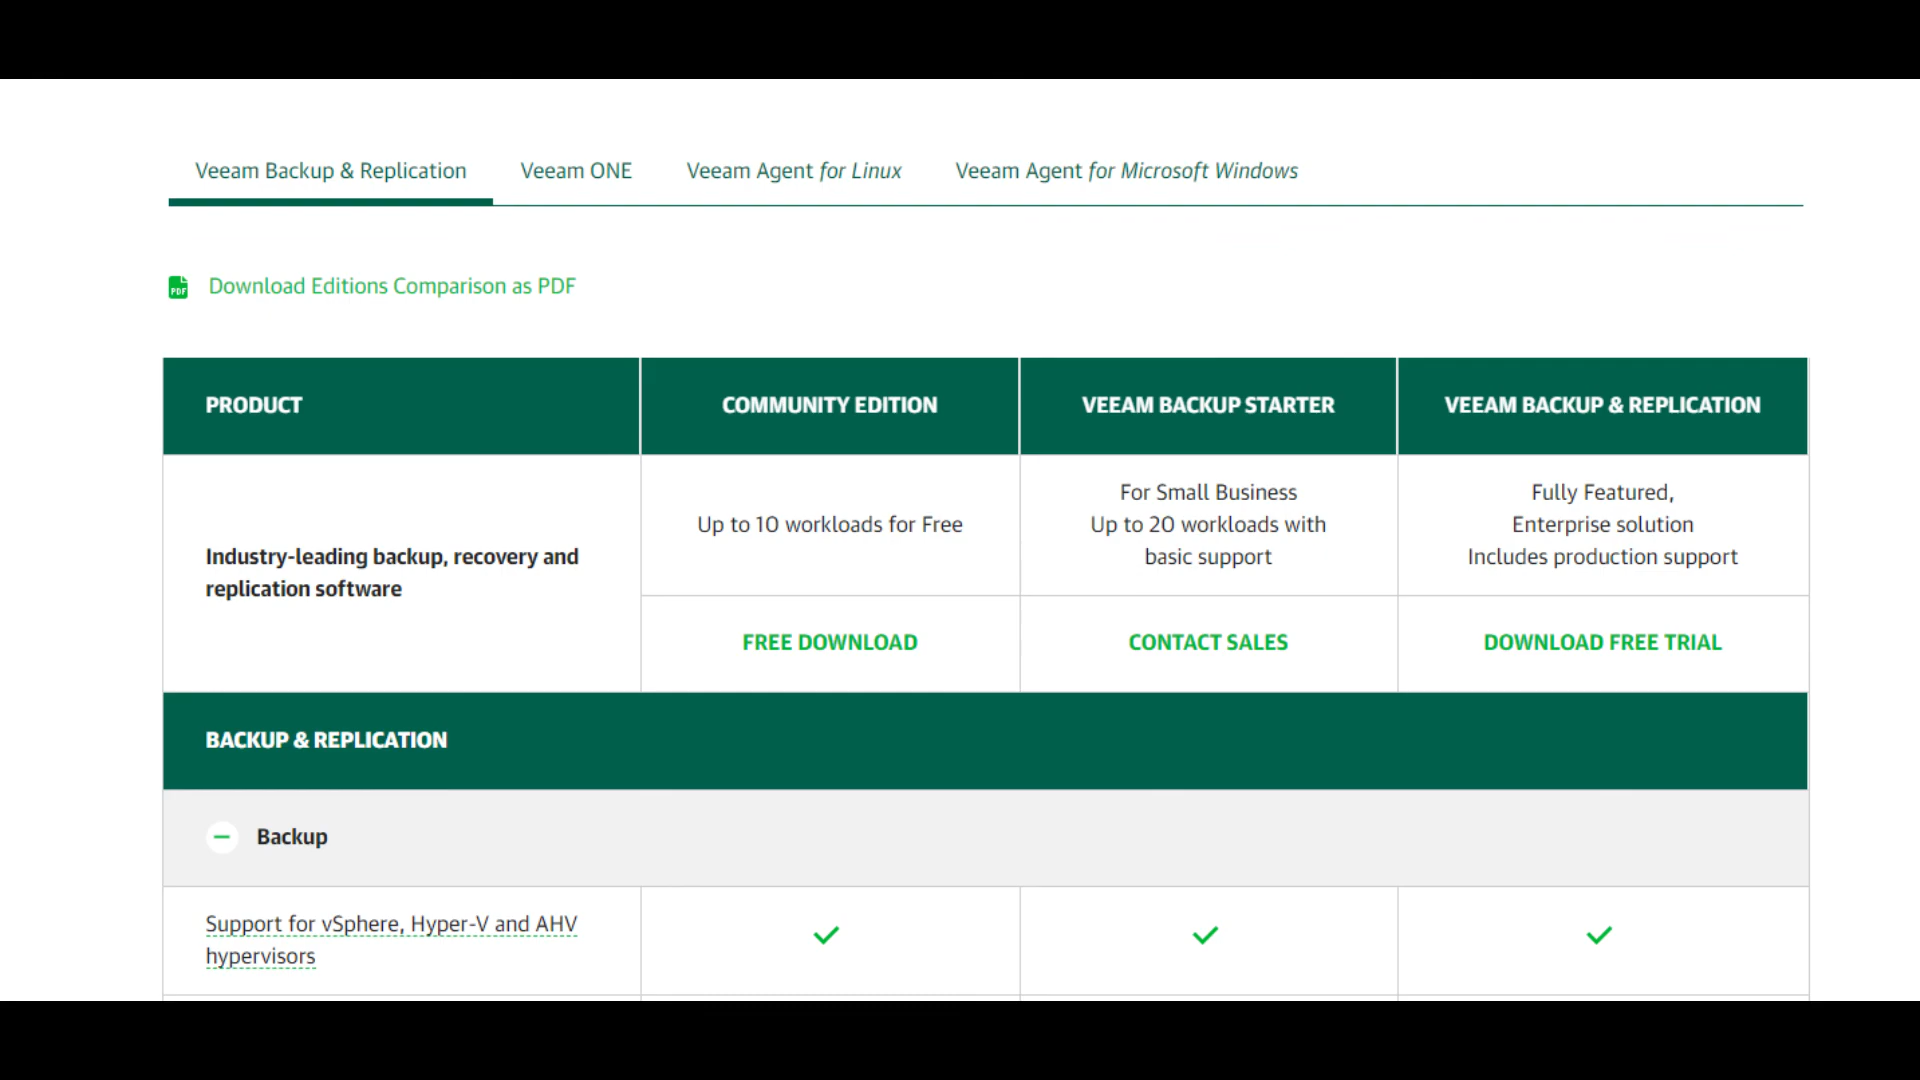 Veeam Backup & Replication
Veeam ONE
Veeam Agent for Linux
Veeam Agent for Microsoft Windows
PDF
Download Editions Comparison as PDF
PRODUCT
COMMUNITY EDITION
VEEAM BACKUP STARTER
VEEAM BACKUP & REPLICATION
Industry-leading backup, recovery and
replication software
Up to 10 workloads for Free
For Small Business
Up to 20 workloads with
basic support
Fully Featured,
Enterprise solution
Includes production support
FREE DOWNLOAD
CONTACT SALES
DOWNLOAD FREE TRIAL
BACKUP & REPLICATION
Backup
Support for vSphere, Hyper-V and AHV
hypervisors